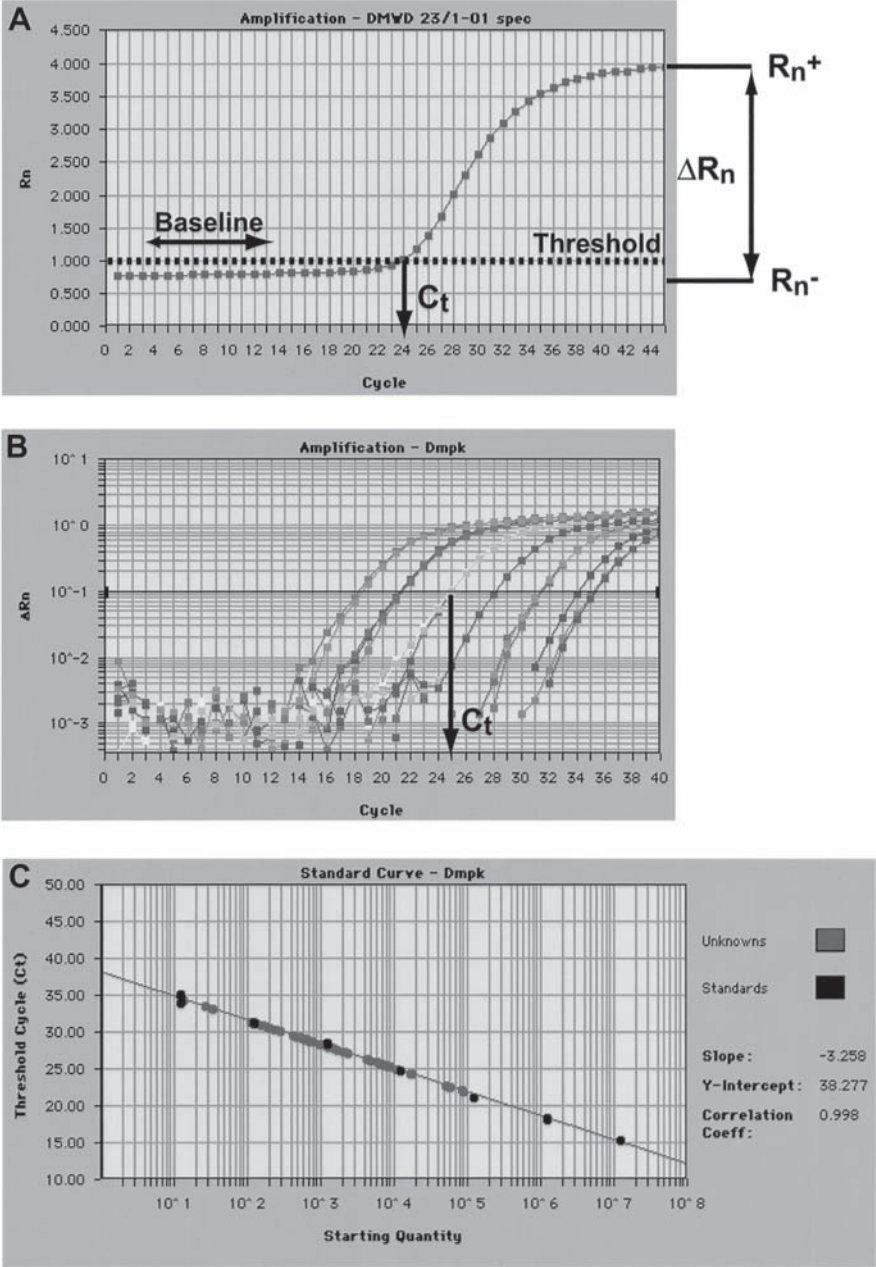 A
Amplification - DMWD 23/1-01 spec
4.500
4.000
3.500
3.000
2.500
2.000
1.500
1.000
0.500
0.000
Rn
Baseline
Threshold
Ct
Rn+
ΔRn
Rn-
0 2 4 6 8 10 12 14 16 18 20 22 24 26 28 30 32 34 36 38 40 42 44
Cycle
B
Amplification - Dmpk
10^1
10^0
10^-1
10^-2
10^-3
ΔRn
Ct
0 2 4 6 8 10 12 14 16 18 20 22 24 26 28 30 32 34 36 38 40
Cycle
C
Standard Curve - Dmpk
50.00
45.00
40.00
35.00
30.00
25.00
20.00
15.00
10.00
Threshold Cycle (Ct)
10^1 10^2 10^3 10^4 10^5 10^6 10^7 10^8
Starting Quantity
Unknowns
Standards
Slope: -3.258
Y-Intercept: 38.277
Correlation 0.998
Coeff: